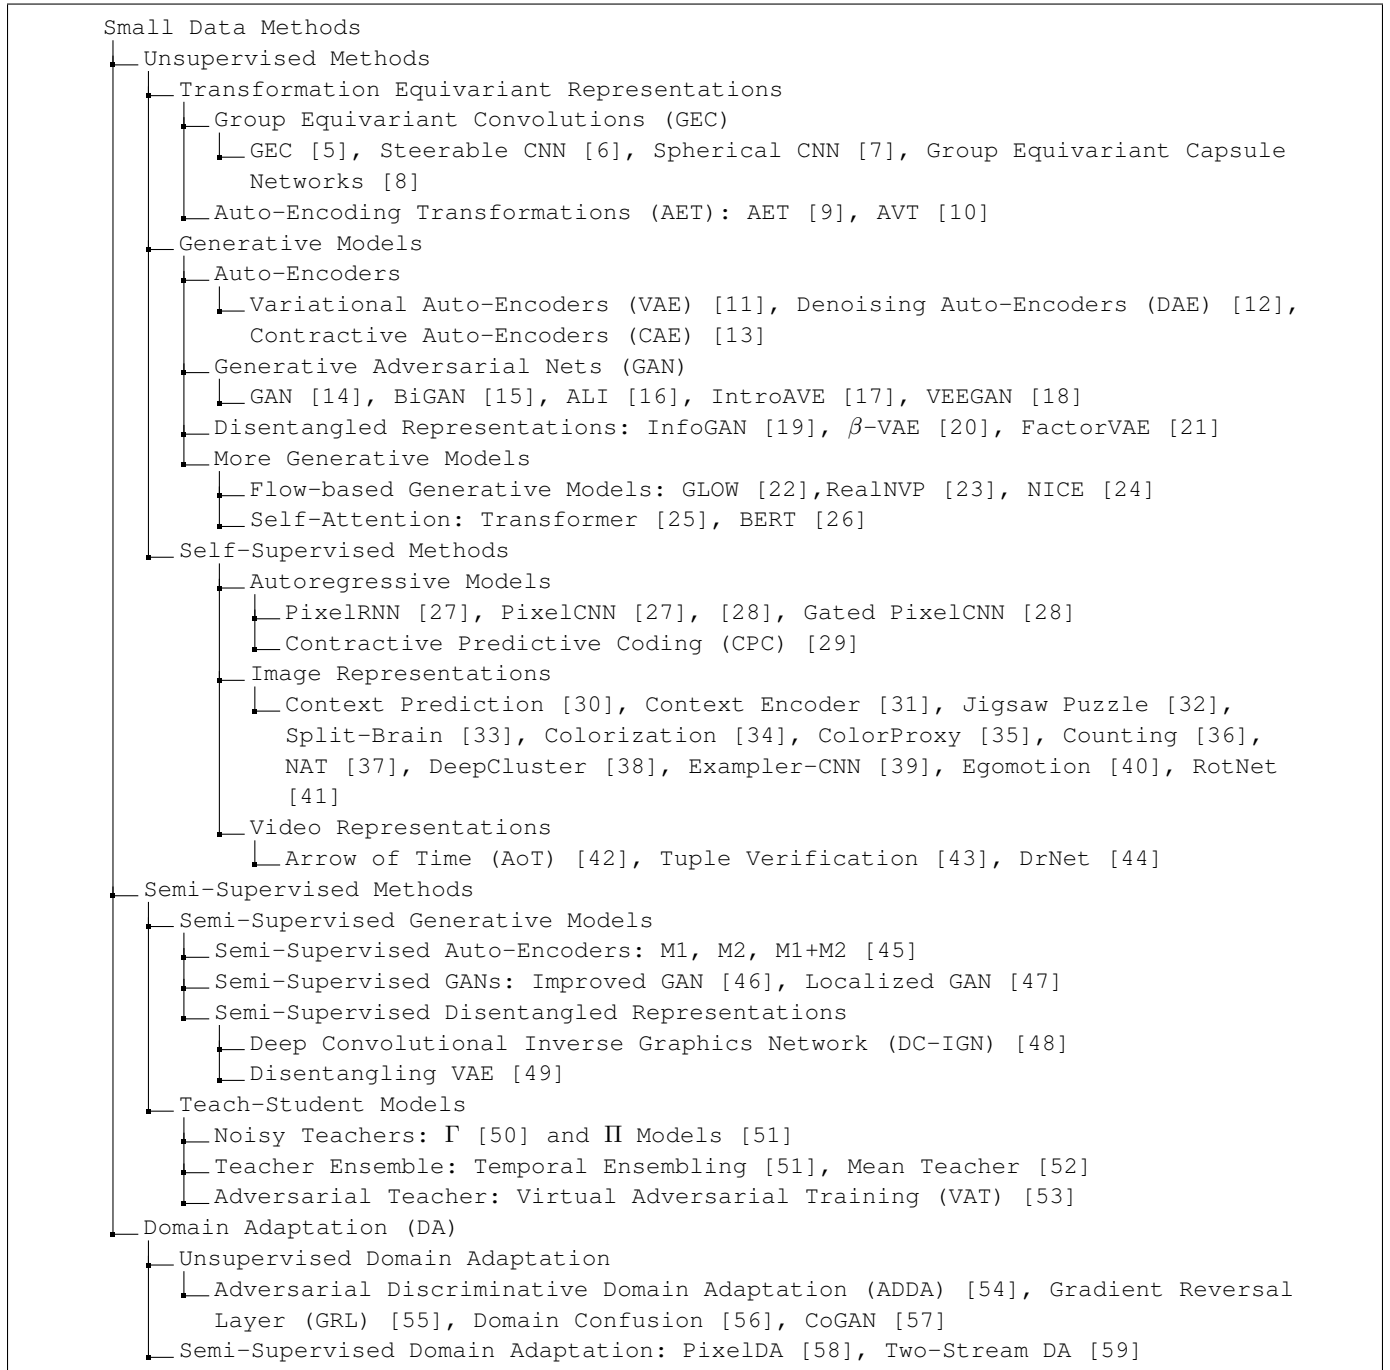 Small Data Methods
Unsupervised Methods
Transformation Equivariant Representations
Group Equivariant Convolutions (GEC)
GEC [5], Steerable CNN [6], Spherical CNN [7], Group Equivariant Capsule
Networks [8]
Auto-Encoding Transformations (AET): AET [9], AVT [10]
Generative Models
Auto-Encoders
Variational Auto-Encoders (VAE) [11], Denoising Auto-Encoders (DAE) [12],
Contractive Auto-Encoders (CAE) [13]
Generative Adversarial Nets (GAN)
GAN [14], BiGAN [15], ALI [16], IntroAVE [17], VEEGAN [18]
Disentangled Representations: InfoGAN [19], β-VAE [20], FactorVAE [21]
More Generative Models
Flow-based Generative Models: GLOW [22],RealNVP [23], NICE [24]
Self-Attention: Transformer [25], BERT [26]
Self-Supervised Methods
Autoregressive Models
PixelRNN [27], PixelCNN [27], [28], Gated PixelCNN [28]
Contractive Predictive Coding (CPC) [29]
Image Representations
Context Prediction [30], Context Encoder [31], Jigsaw Puzzle [32],
Split-Brain [33], Colorization [34], ColorProxy [35], Counting [36],
NAT [37], DeepCluster [38], Exampler-CNN [39], Egomotion [40], RotNet
[41]
Video Representations
Arrow of Time (AoT) [42], Tuple Verification [43], DrNet [44]
Semi-Supervised Methods
Semi-Supervised Generative Models
Semi-Supervised Auto-Encoders: M1, M2, M1+M2 [45]
Semi-Supervised GANs: Improved GAN [46], Localized GAN [47]
Semi-Supervised Disentangled Representations
Deep Convolutional Inverse Graphics Network (DC-IGN) [48]
Disentangling VAE [49]
Teach-Student Models
Noisy Teachers: Γ [50] and Π Models [51]
Teacher Ensemble: Temporal Ensembling [51], Mean Teacher [52]
Adversarial Teacher: Virtual Adversarial Training (VAT) [53]
Domain Adaptation (DA)
Unsupervised Domain Adaptation
Adversarial Discriminative Domain Adaptation (ADDA) [54], Gradient Reversal
Layer (GRL) [55], Domain Confusion [56], CoGAN [57]
Semi-Supervised Domain Adaptation: PixelDA [58], Two-Stream DA [59]